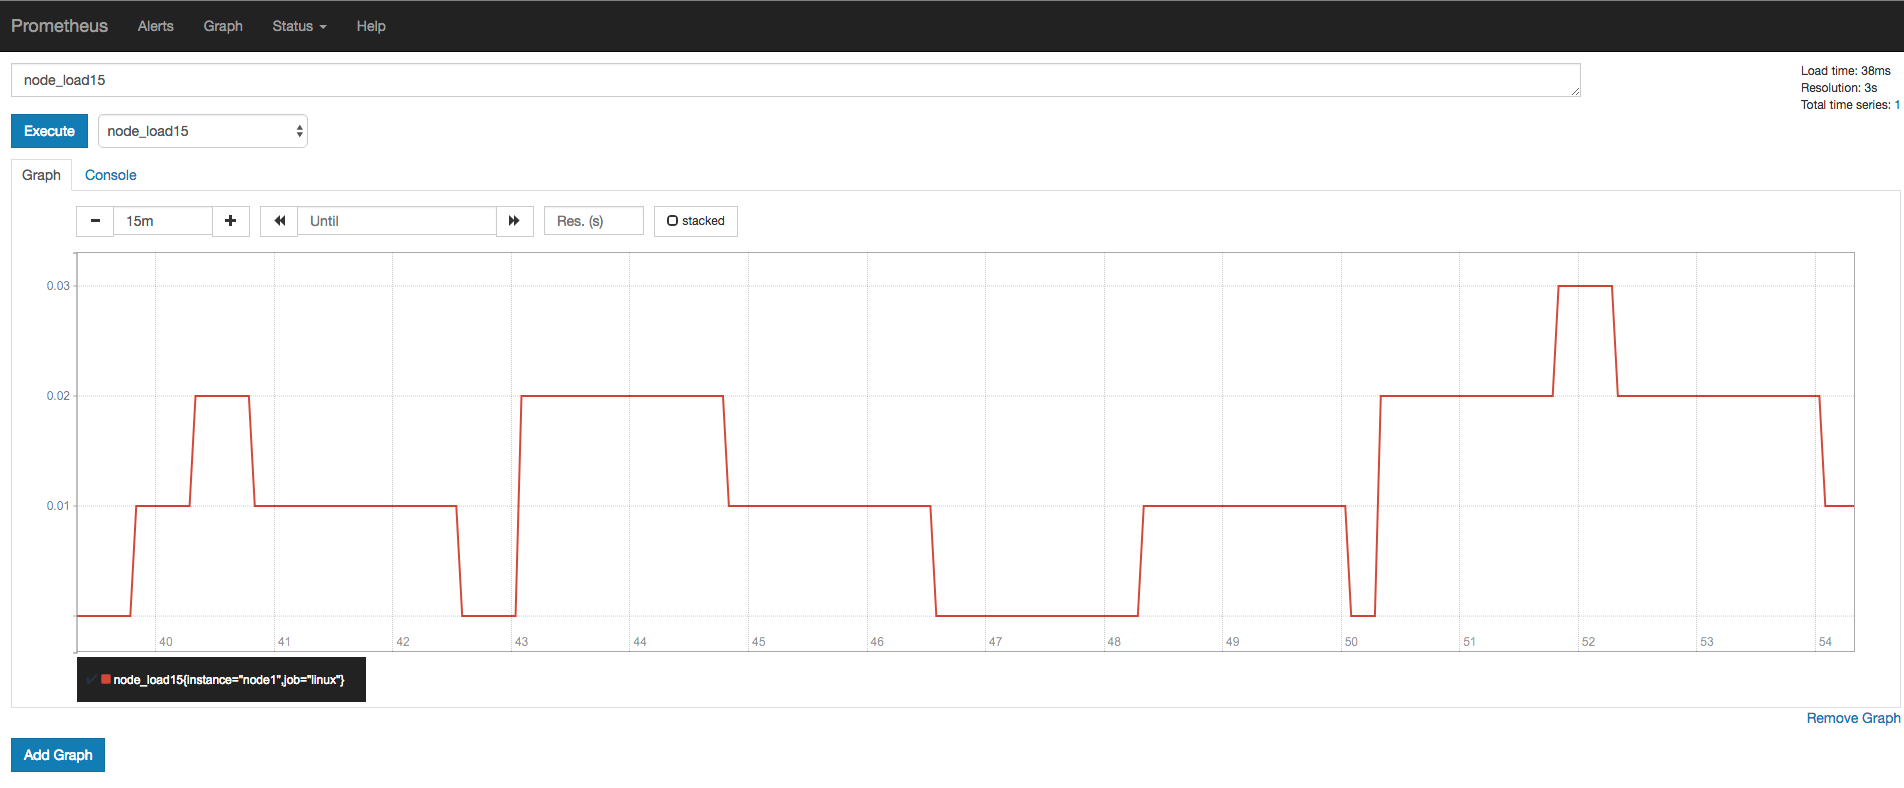 Prometheus Alerts Graph Status Help
node_load15
Load time: 38ms
Resolution: 3s
Total time series: 1
Execute node_load15
Graph Console
15m Until Res. (s) stacked
0.03
0.02
0.01
40 41 42 43 44 45 46 47 48 49 50 51 52 53 54
node_load15{instance="node1",job="linux"}
Remove Graph
Add Graph